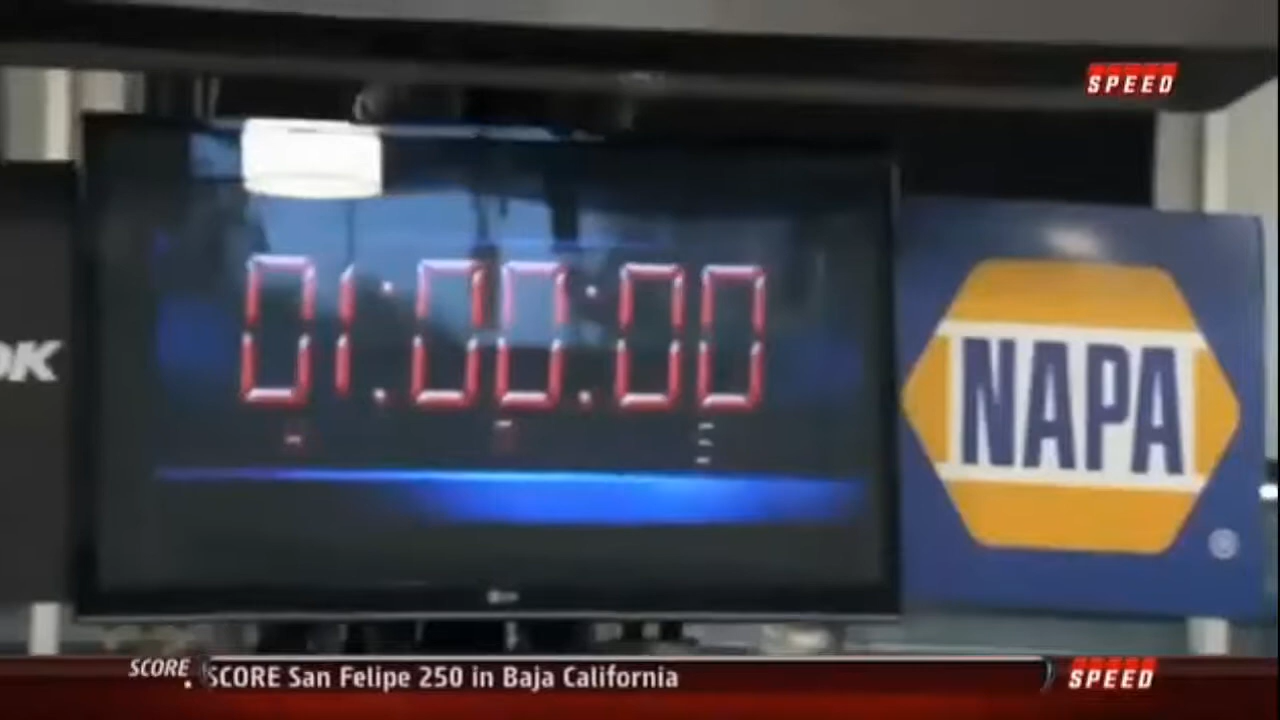 SPEED
OK
01:00:00
NAPA
®
SCORE SCORE San Felipe 250 in Baja California SPEED